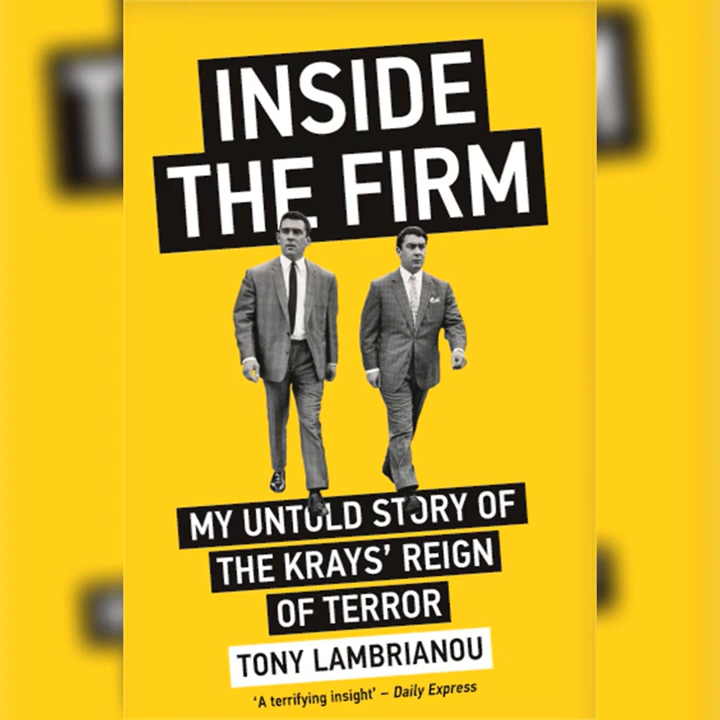 INSIDE
THE FIRM
MY UNTOLD STORY OF
THE KRAYS' REIGN
OF TERROR
TONY LAMBRIANOU
'A terrifying insight' – Daily Express